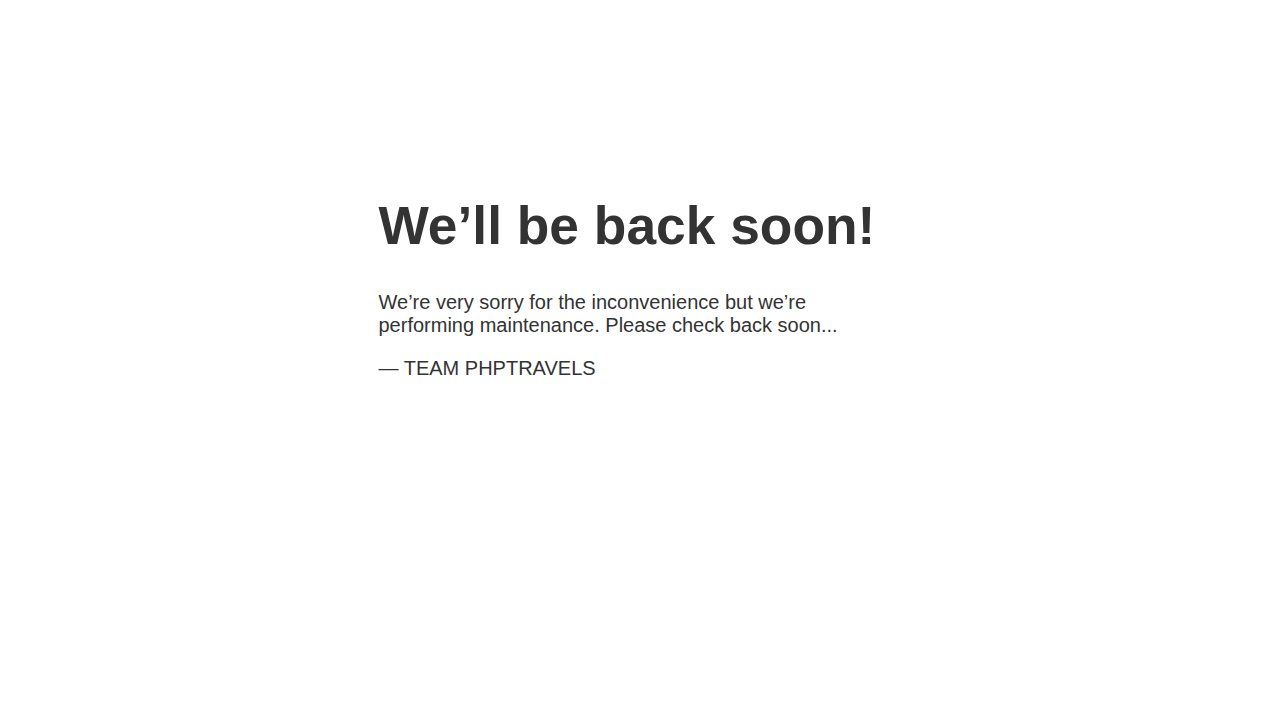 We’ll be back soon!
We’re very sorry for the inconvenience but we’re
performing maintenance. Please check back soon...
— TEAM PHPTRAVELS